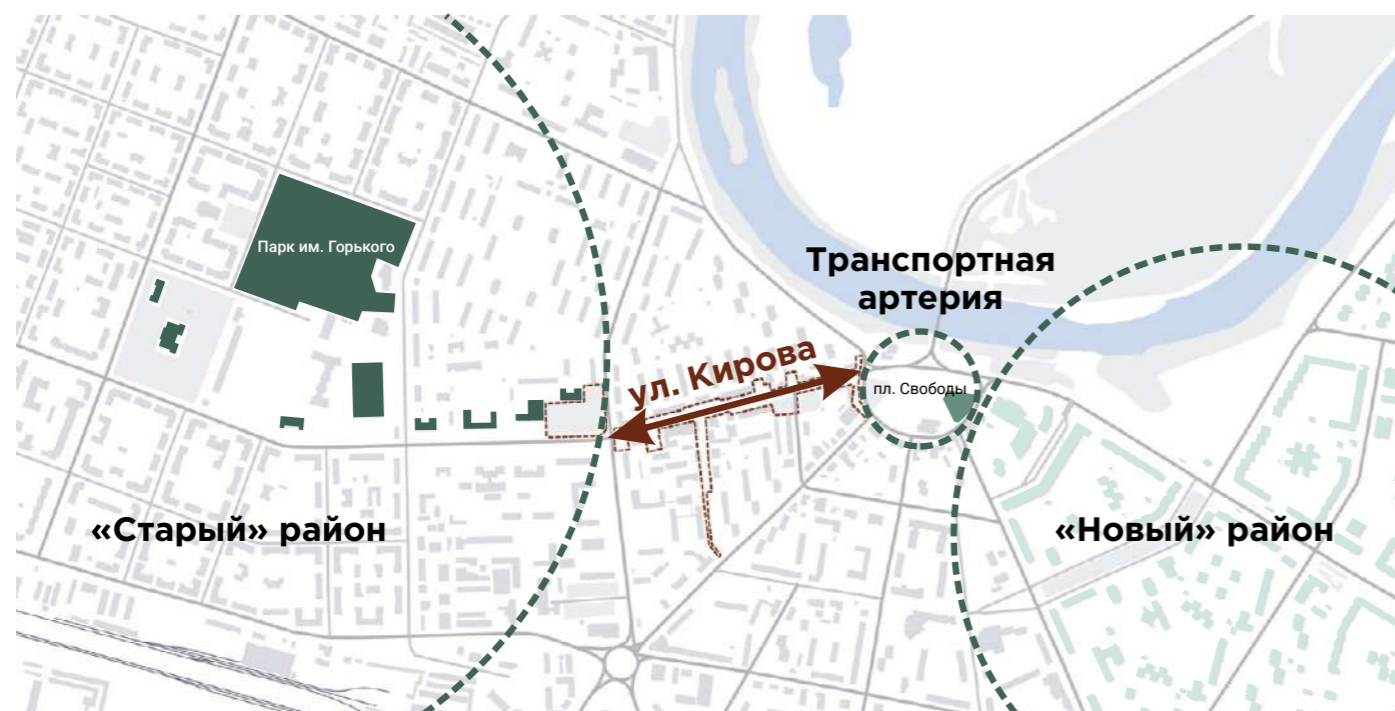 Парк им. Горького
Транспортная
артерия
ул. Кирова
пл. Свободы
«Старый» район
«Новый» район